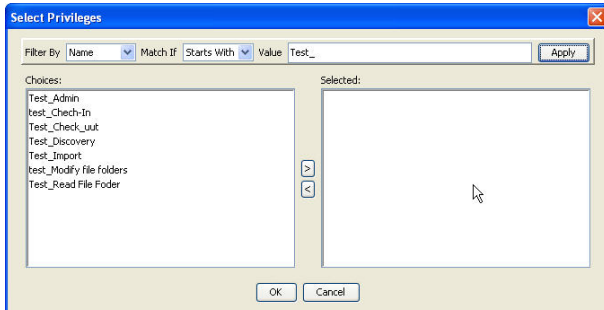 Select Privileges
Filter By Name Match If Starts With Value Test_ Apply
Choices: Selected:
Test_Admin
test_Chech-In
Test_Check_uut
Test_Discovery
Test_Import
test_Modify file folders
Test_Read File Foder
>
<
OK Cancel